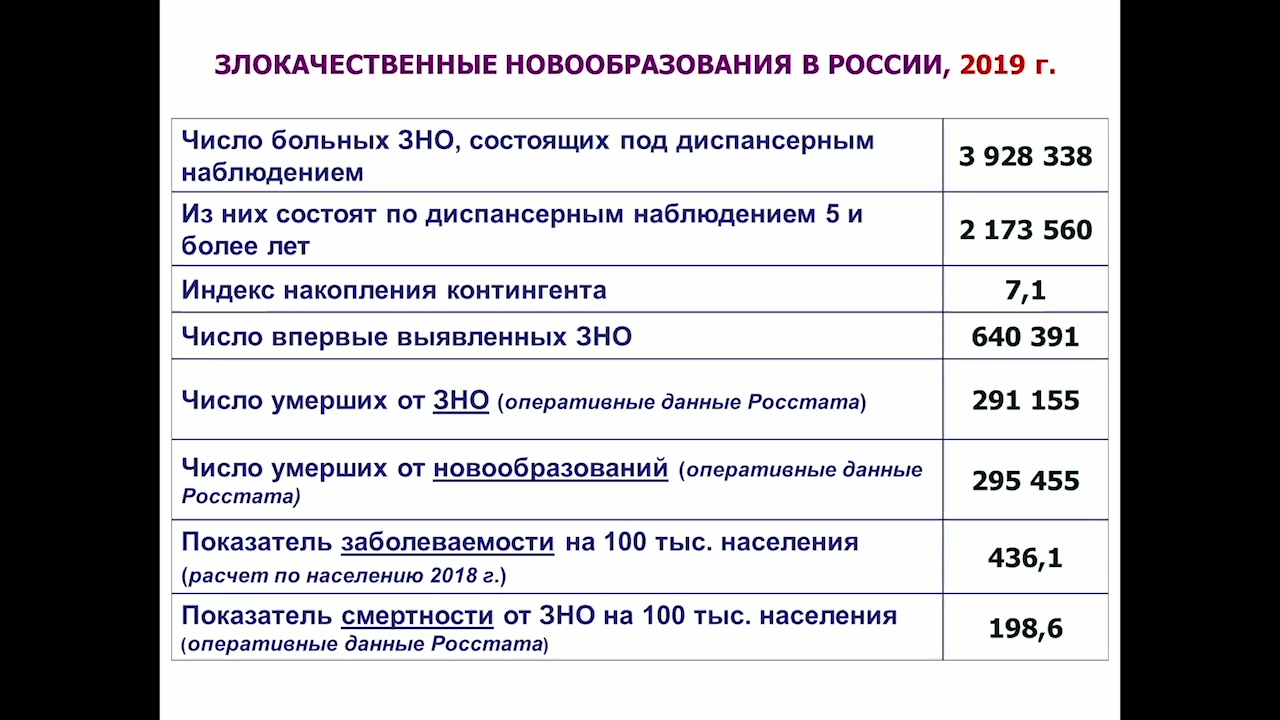 ЗЛОКАЧЕСТВЕННЫЕ НОВООБРАЗОВАНИЯ В РОССИИ, 2019 г.
Число больных ЗНО, состоящих под диспансерным
наблюдением
3 928 338
Из них состоят по диспансерным наблюдением 5 и
более лет
2 173 560
Индекс накопления контингента
7,1
Число впервые выявленных ЗНО
640 391
Число умерших от ЗНО (оперативные данные Росстата)
291 155
Число умерших от новообразований (оперативные данные
Росстата)
295 455
Показатель заболеваемости на 100 тыс. населения
(расчет по населению 2018 г.)
436,1
Показатель смертности от ЗНО на 100 тыс. населения
(оперативные данные Росстата)
198,6